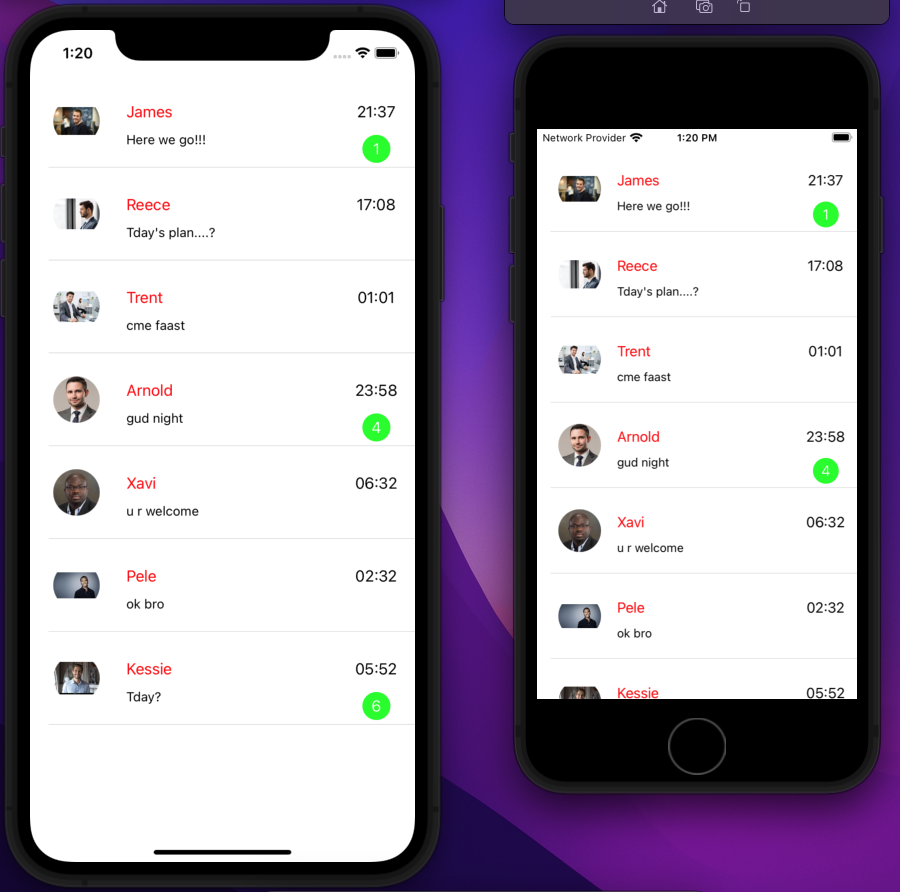 1:20
James 21:37
Here we go!!!
1
Reece 17:08
Tday's plan....?
Trent 01:01
cme faast
Arnold 23:58
gud night
4
Xavi 06:32
u r welcome
Pele 02:32
ok bro
Kessie 05:52
Tday?
6
Network Provider 1:20 PM
James 21:37
Here we go!!!
1
Reece 17:08
Tday's plan....?
Trent 01:01
cme faast
Arnold 23:58
gud night
4
Xavi 06:32
u r welcome
Pele 02:32
ok bro
Kessie 05:52